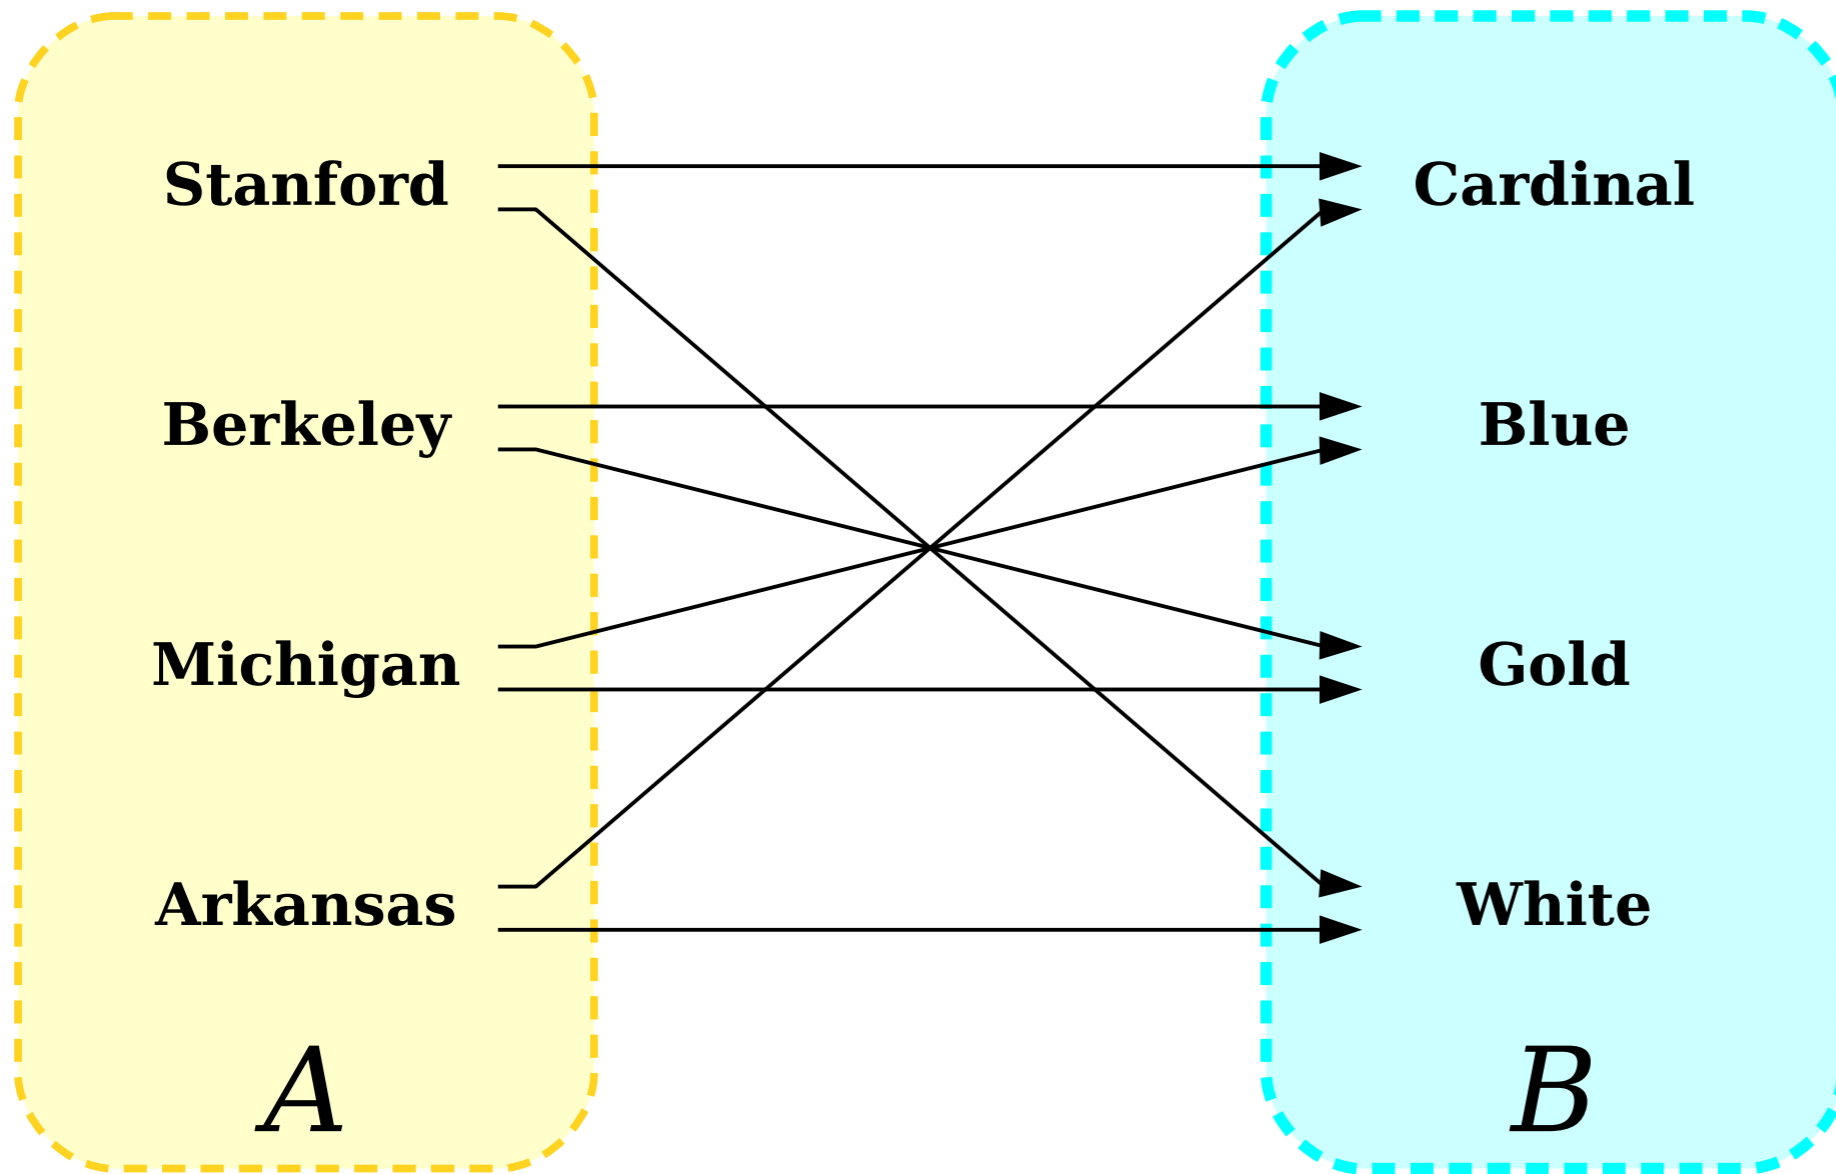 Stanford
Cardinal
Berkeley
Blue
Michigan
Gold
Arkansas
White
A
B